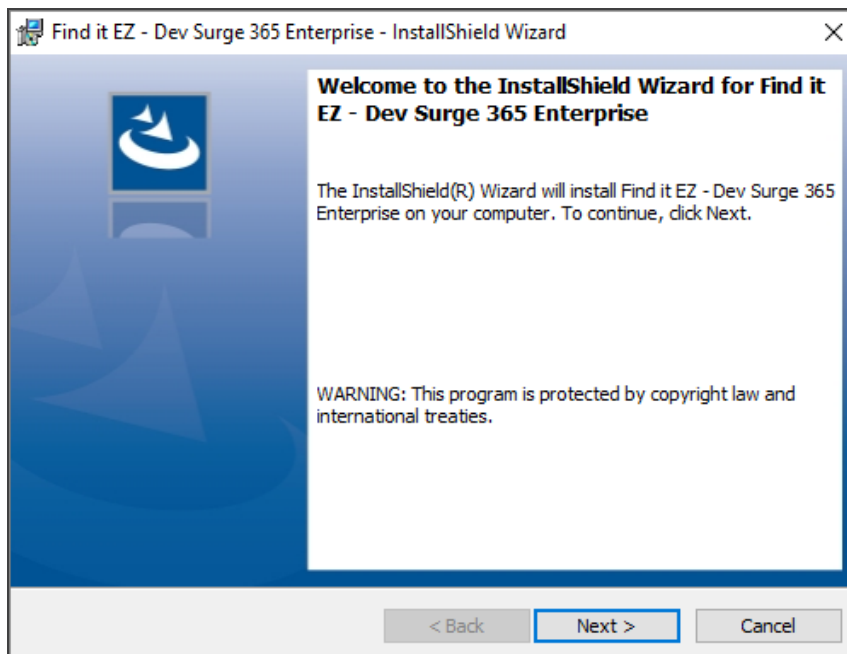 Find it EZ - Dev Surge 365 Enterprise - InstallShield Wizard
Welcome to the InstallShield Wizard for Find it
EZ - Dev Surge 365 Enterprise
The InstallShield(R) Wizard will install Find it EZ - Dev Surge 365
Enterprise on your computer. To continue, click Next.
WARNING: This program is protected by copyright law and
international treaties.
< Back Next > Cancel